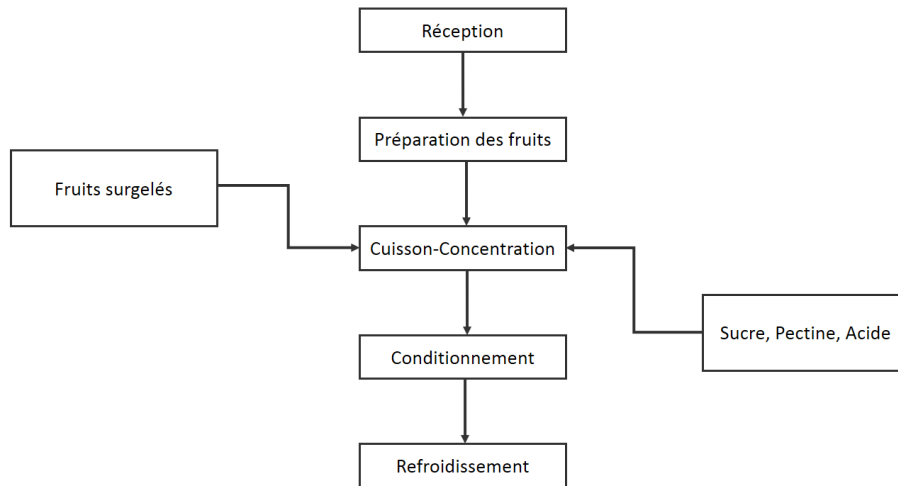 Réception
Préparation des fruits
Fruits surgelés
Cuisson-Concentration
Sucre, Pectine, Acide
Conditionnement
Refroidissement